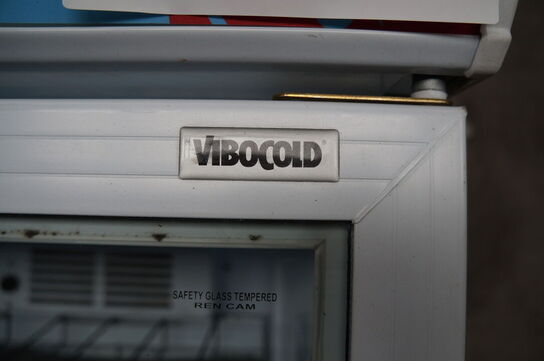 VIBOCOLD
SAFETY GLASS TEMPERED
REN CAM